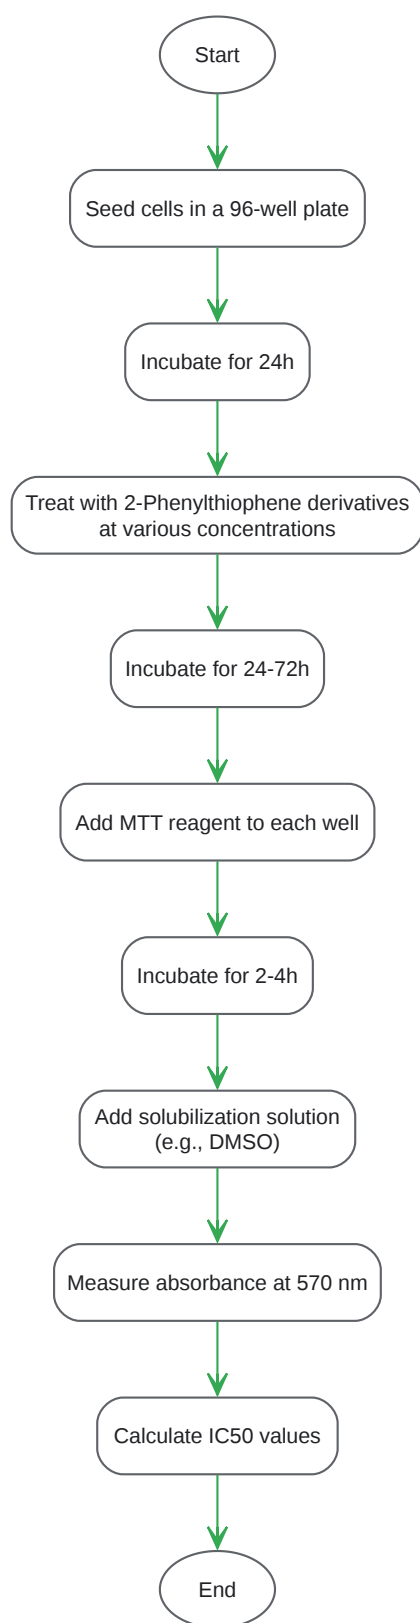 Start
Seed cells in a 96-well plate
Incubate for 24h
Treat with 2-Phenylthiophene derivatives
at various concentrations
Incubate for 24-72h
Add MTT reagent to each well
Incubate for 2-4h
Add solubilization solution
(e.g., DMSO)
Measure absorbance at 570 nm
Calculate IC50 values
End